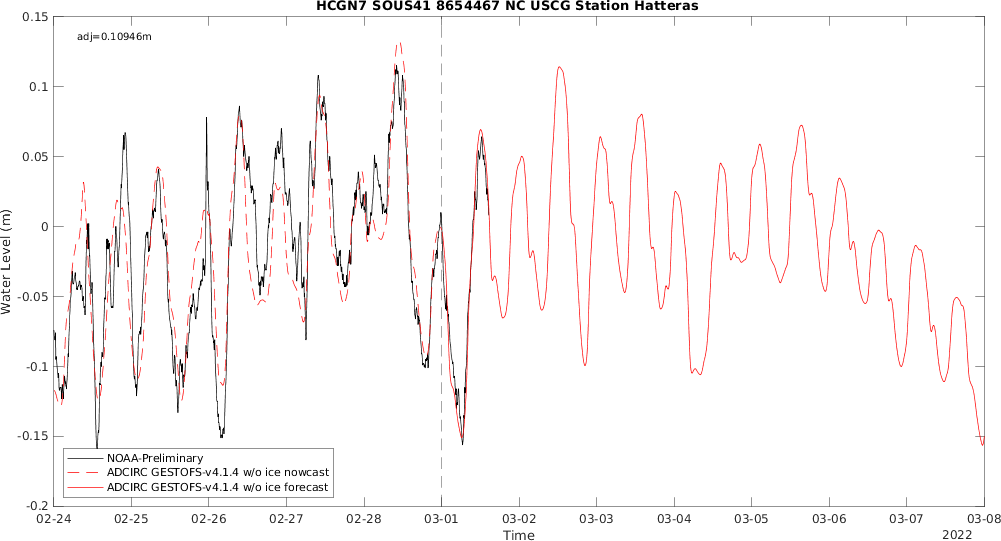 HCGN7 SOUS41 8654467 NC USCG Station Hatteras
adj=0.10946m
0.15
0.1
0.05
0
-0.05
-0.1
-0.15
-0.2
Water Level (m)
NOAA-Preliminary
ADCIRC GESTOFS-v4.1.4 w/o ice nowcast
ADCIRC GESTOFS-v4.1.4 w/o ice forecast
02-24 02-25 02-26 02-27 02-28 03-01 03-02 03-03 03-04 03-05 03-06 03-07 03-08
Time
2022